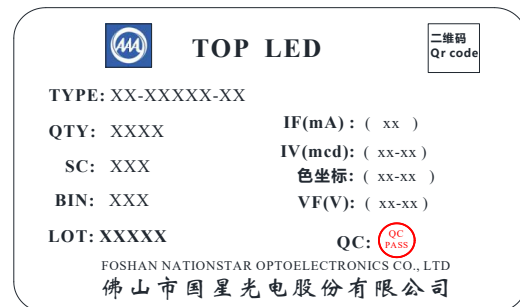 AAA
TOP LED
二维码
Qr code
TYPE: XX-XXXXX-XX
QTY: XXXX
IF(mA) : ( xx )
SC: XXX
IV(mcd): ( xx-xx )
色坐标: ( xx-xx )
BIN: XXX
VF(V): ( xx-xx )
LOT: XXXXX
QC: QC
PASS
FOSHAN NATIONSTAR OPTOELECTRONICS CO., LTD
佛山市国星光电股份有限公司